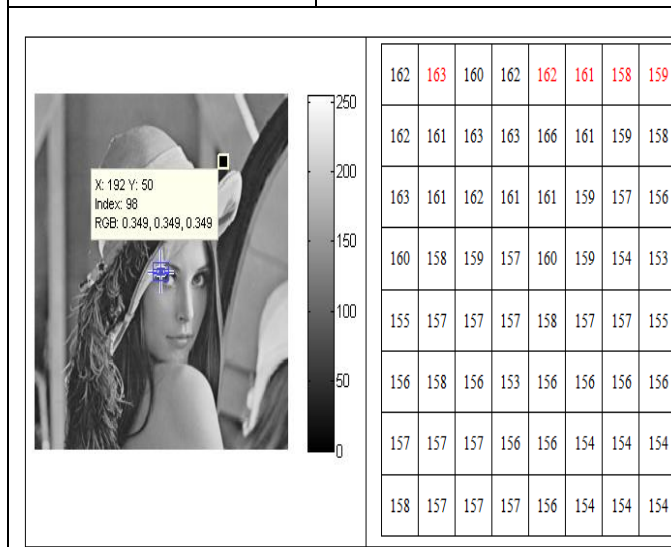 X: 192 Y: 50
Index: 98
RGB: 0.349, 0.349, 0.349
250
200
150
100
50
0
162 163 160 162 162 161 158 159
162 161 163 163 166 161 159 158
163 161 162 161 161 159 157 156
160 158 159 157 160 159 154 153
155 157 157 157 158 157 157 155
156 158 156 153 156 156 156 156
157 157 157 156 156 154 154 154
158 157 157 157 156 154 154 154